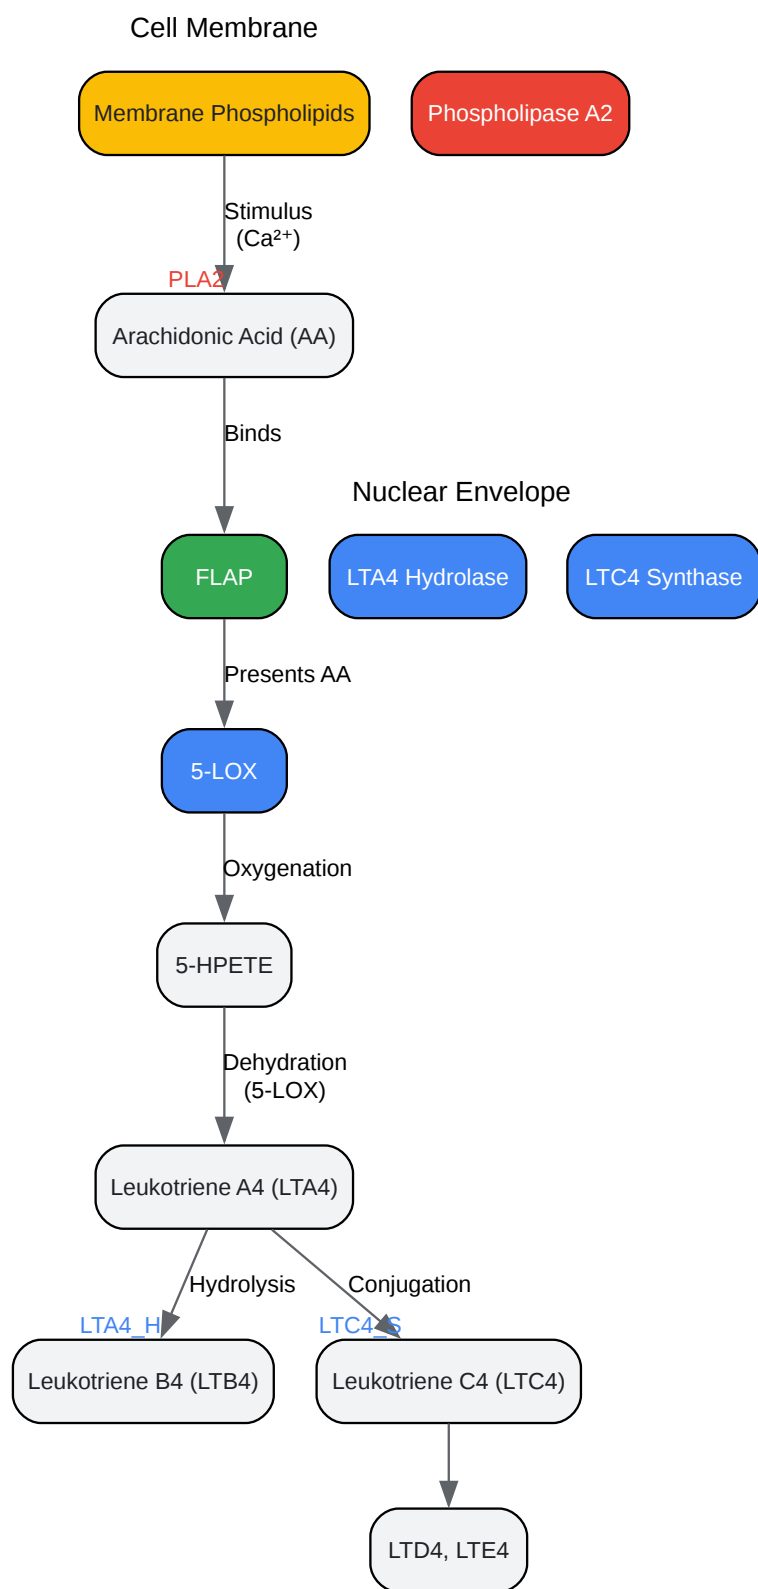 Cell Membrane
Membrane Phospholipids
Phospholipase A2
Stimulus
(Ca²⁺)
PLA2
Arachidonic Acid (AA)
Binds
Nuclear Envelope
FLAP
LTA4 Hydrolase
LTC4 Synthase
Presents AA
5-LOX
Oxygenation
5-HPETE
Dehydration
(5-LOX)
Leukotriene A4 (LTA4)
Hydrolysis
Conjugation
LTA4_H
LTC4_S
Leukotriene B4 (LTB4)
Leukotriene C4 (LTC4)
LTD4, LTE4